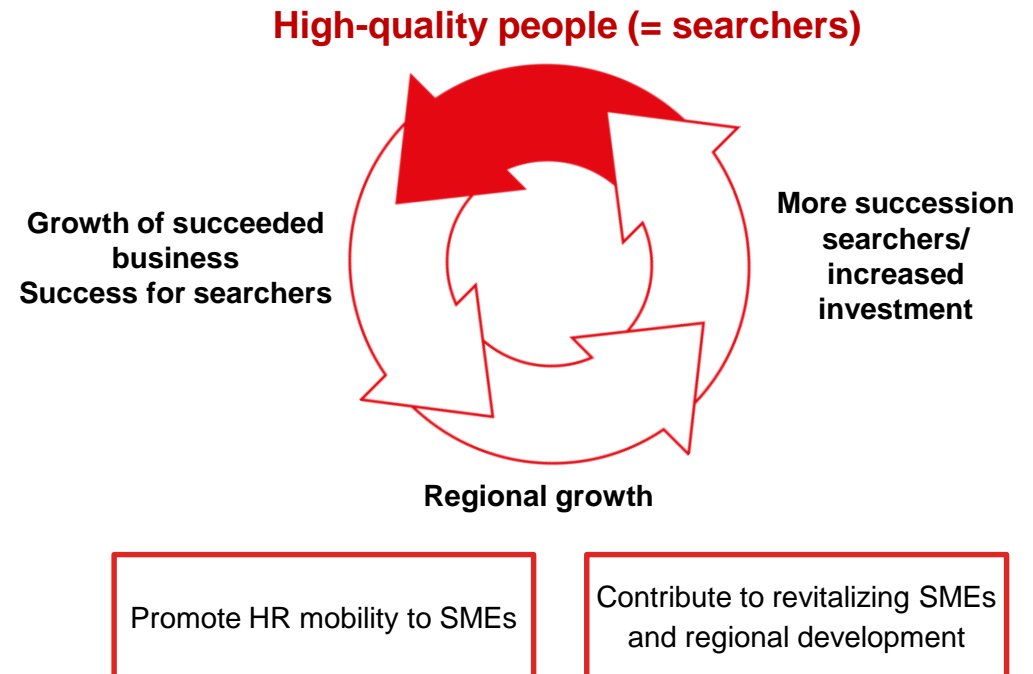 High-quality people (= searchers)
Growth of succeeded
business
Success for searchers
More succession
searchers/
increased
investment
Regional growth
Promote HR mobility to SMEs
Contribute to revitalizing SMEs
and regional development